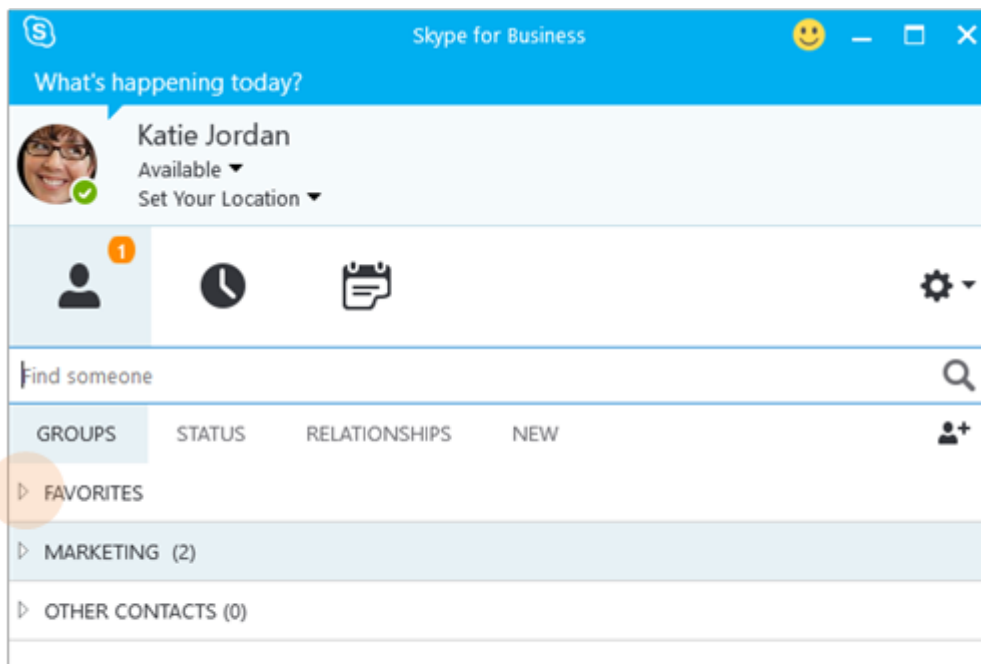 Skype for Business
What's happening today?
Katie Jordan
Available
Set Your Location
1
Find someone
GROUPS STATUS RELATIONSHIPS NEW
FAVORITES
MARKETING (2)
OTHER CONTACTS (0)